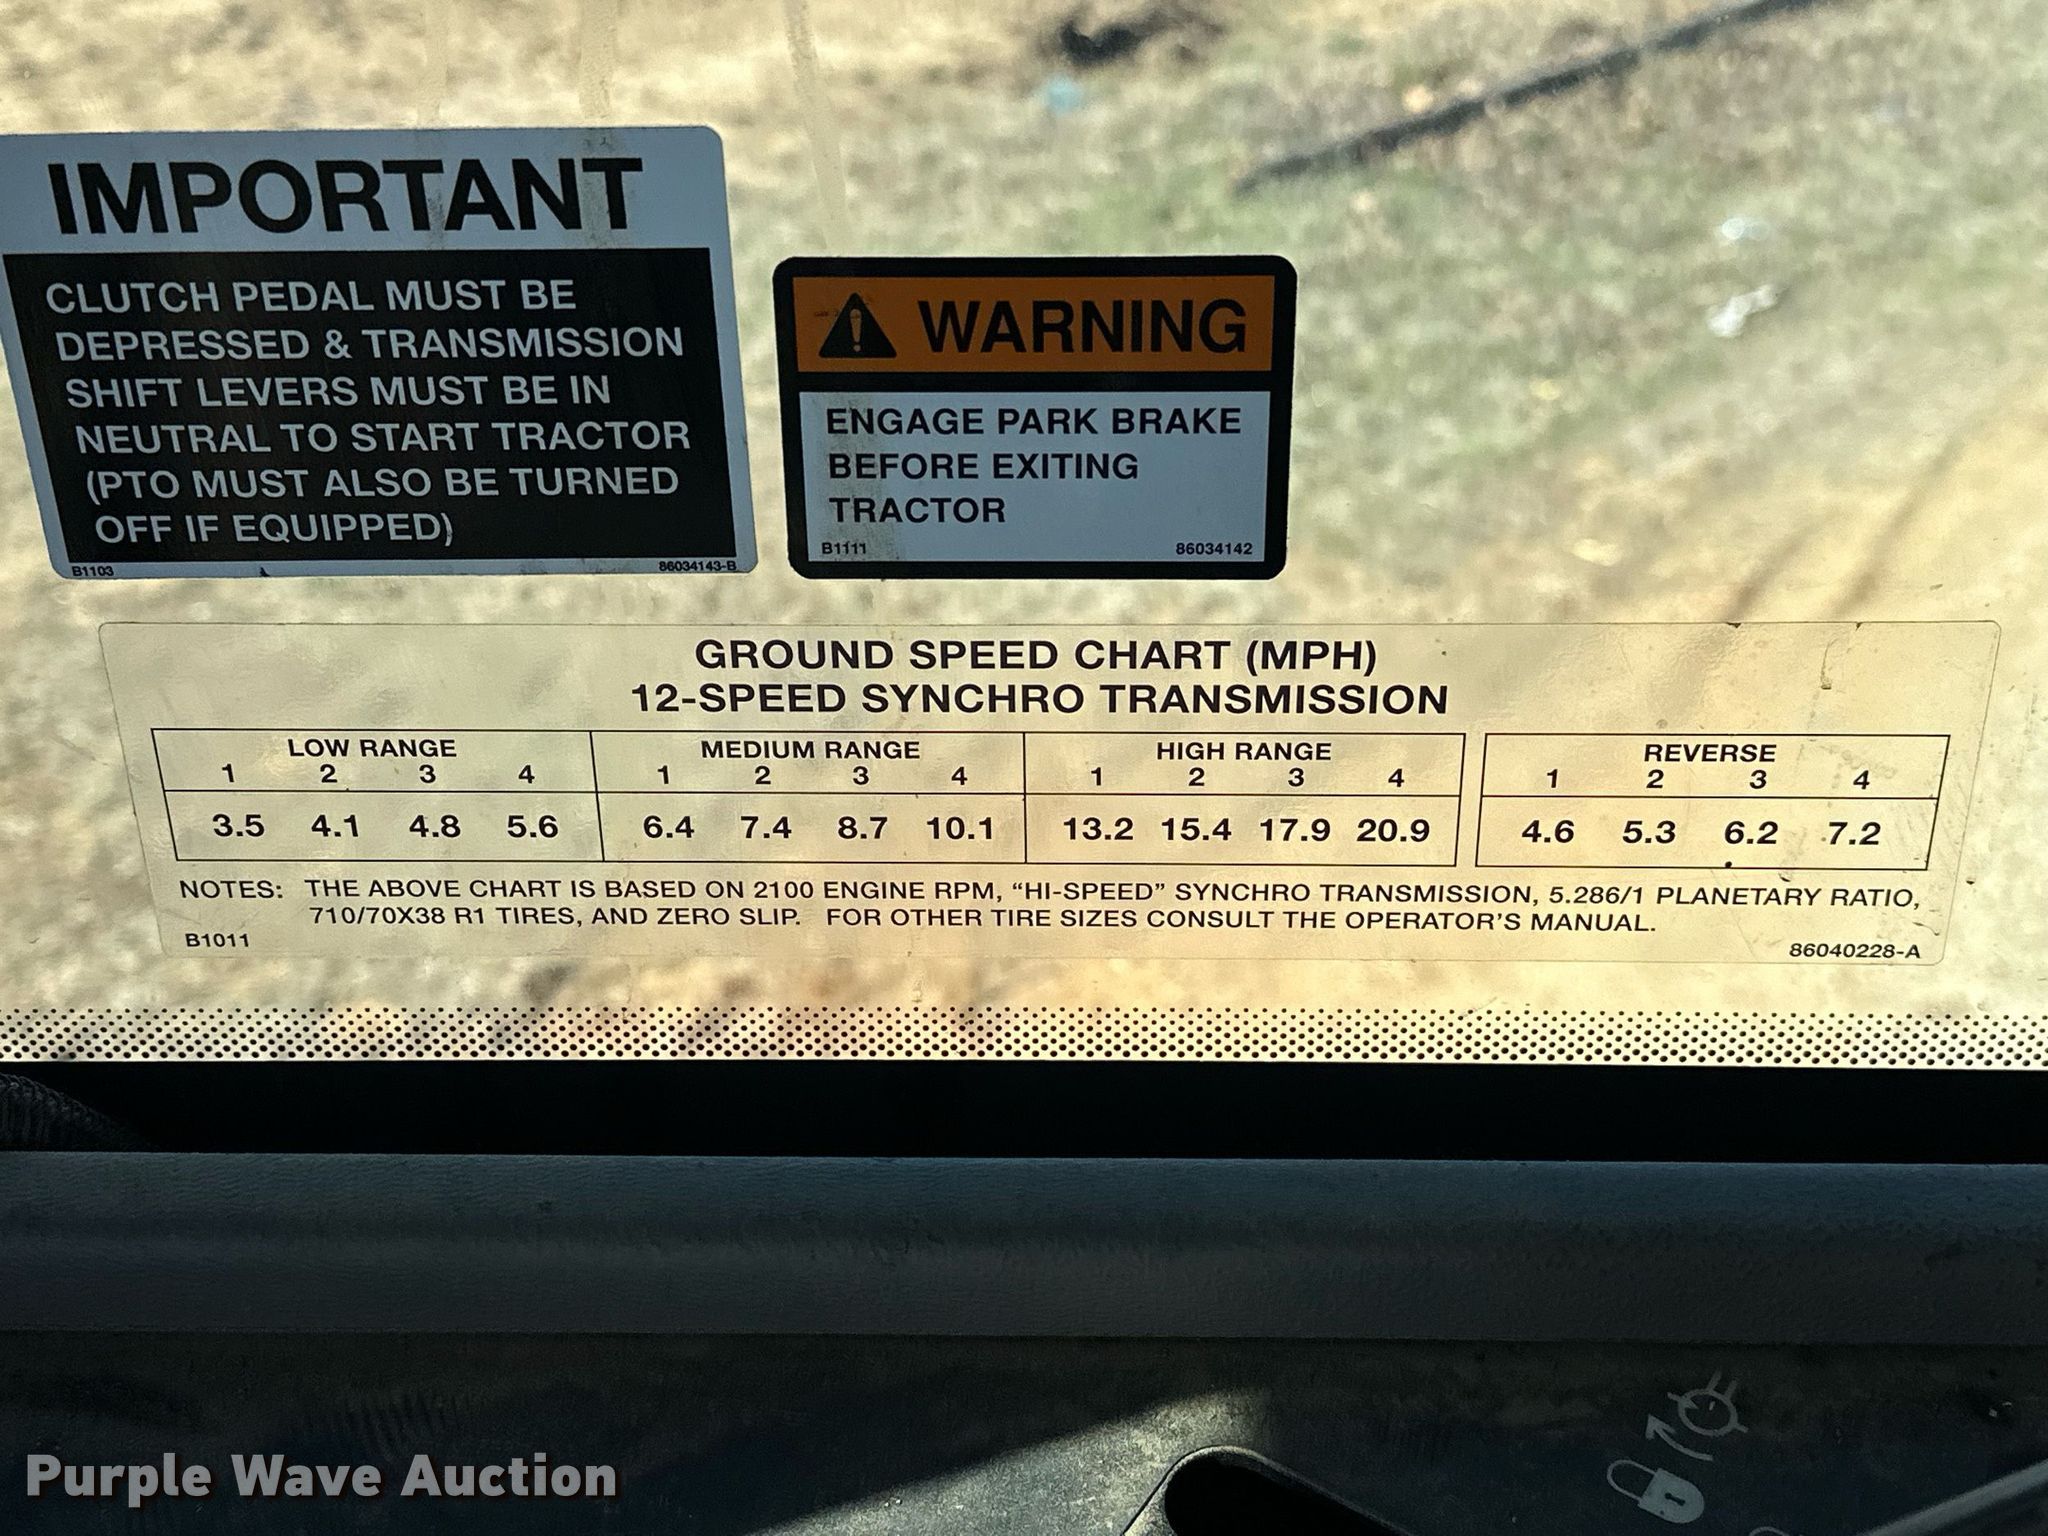 IMPORTANT
CLUTCH PEDAL MUST BE
DEPRESSED & TRANSMISSION
SHIFT LEVERS MUST BE IN
NEUTRAL TO START TRACTOR
(PTO MUST ALSO BE TURNED
OFF IF EQUIPPED)
B1103 86034143-B
WARNING
ENGAGE PARK BRAKE
BEFORE EXITING
TRACTOR
B1111 86034142
GROUND SPEED CHART (MPH)
12-SPEED SYNCHRO TRANSMISSION
LOW RANGE MEDIUM RANGE HIGH RANGE REVERSE
1 2 3 4 1 2 3 4 1 2 3 4 1 2 3 4
3.5 4.1 4.8 5.6 6.4 7.4 8.7 10.1 13.2 15.4 17.9 20.9 4.6 5.3 6.2 7.2
NOTES: THE ABOVE CHART IS BASED ON 2100 ENGINE RPM, “HI-SPEED” SYNCHRO TRANSMISSION, 5.286/1 PLANETARY RATIO,
710/70X38 R1 TIRES, AND ZERO SLIP. FOR OTHER TIRE SIZES CONSULT THE OPERATOR’S MANUAL.
B1011 86040228-A
Purple Wave Auction